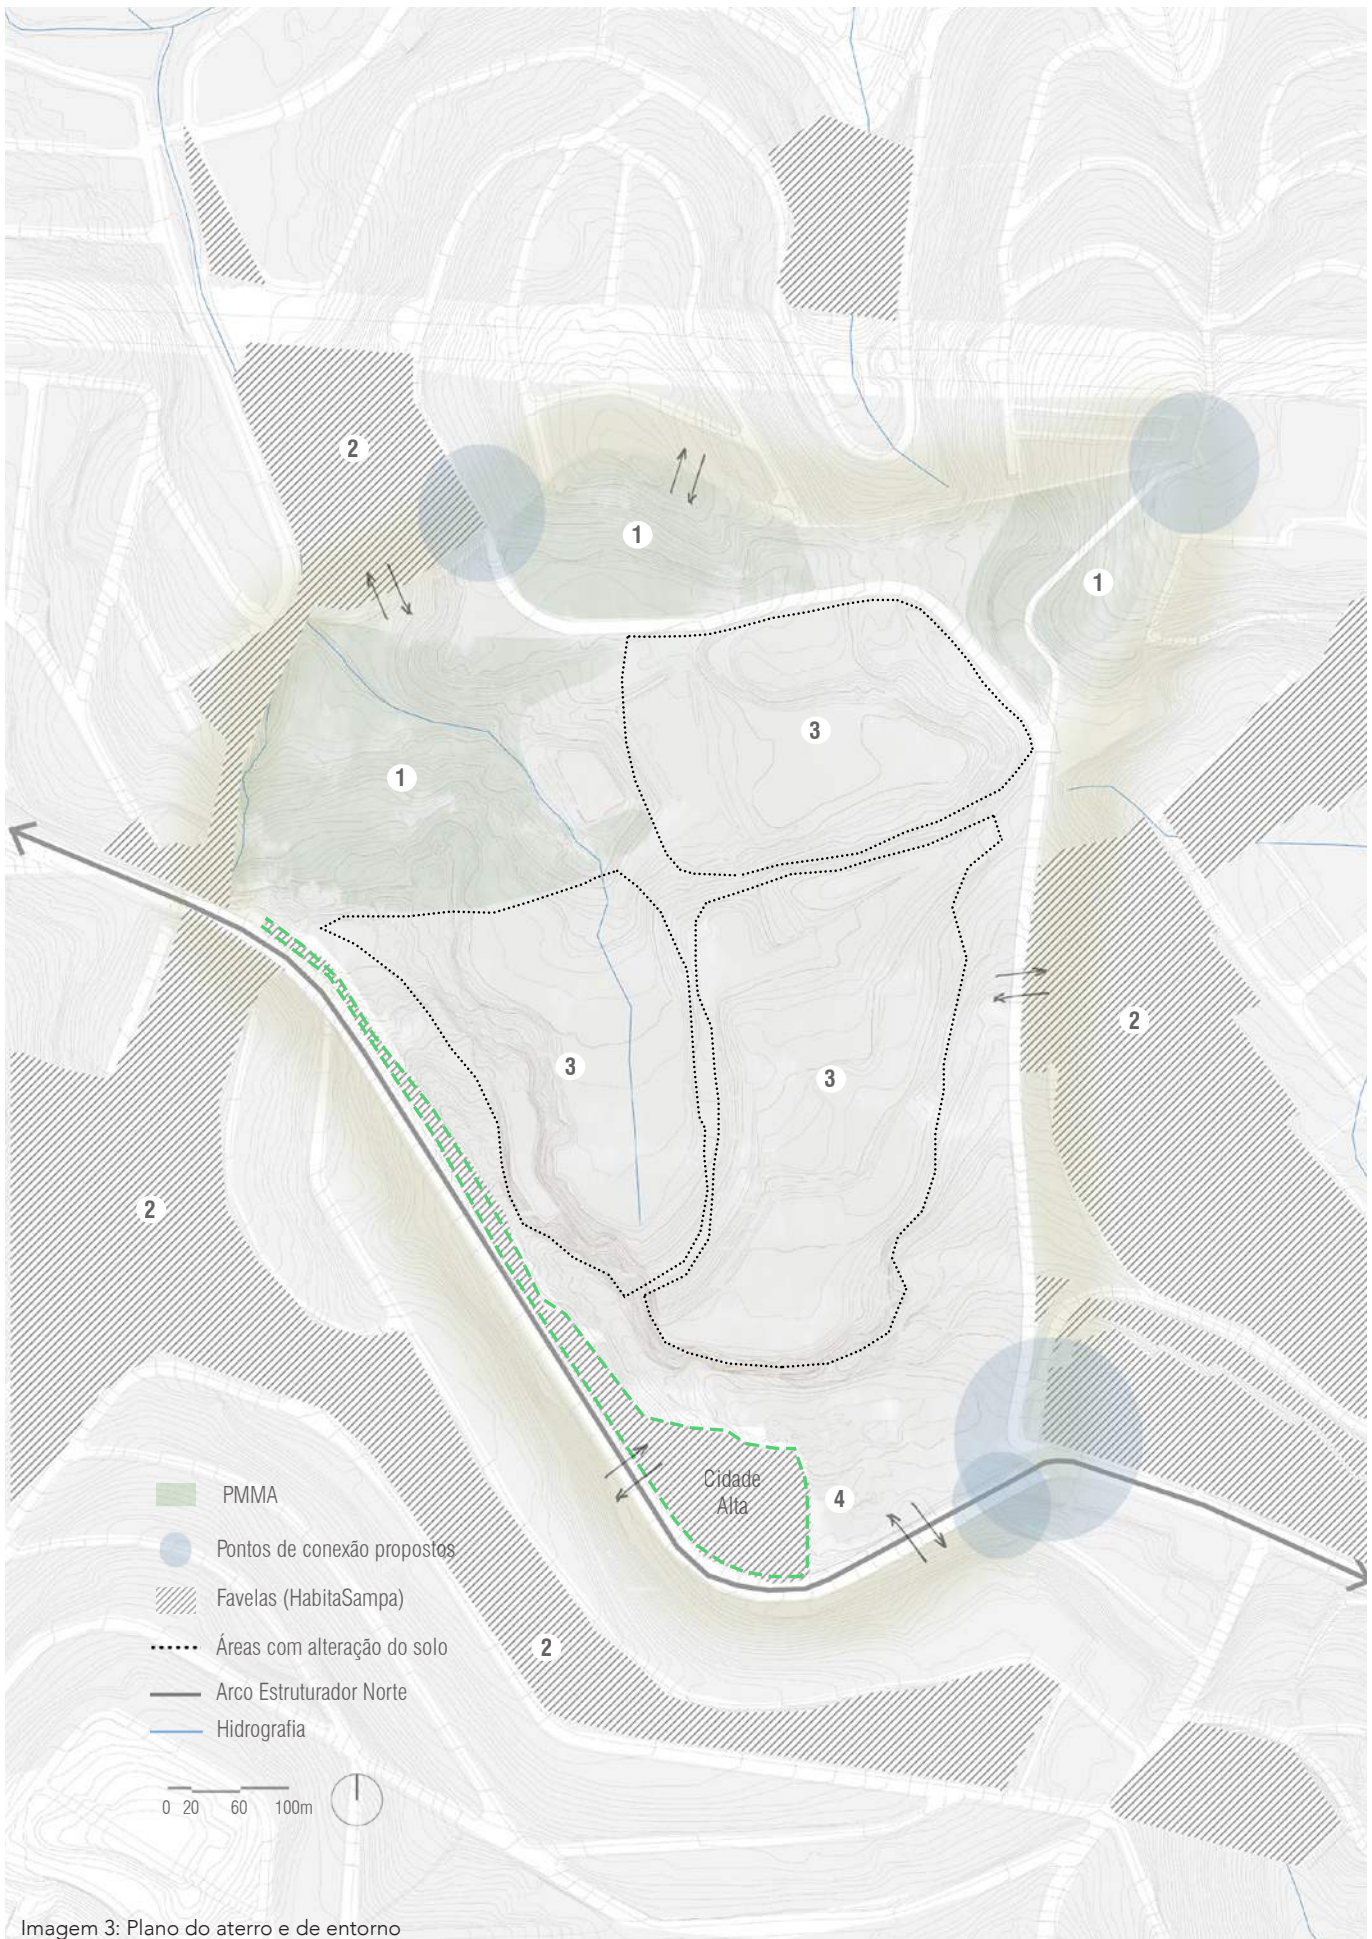 2
1
1
3
1
2
3
3
2
Cidade
Alta
4
PMMA
Pontos de conexão propostos
Favelas (HabitaSampa)
2
Áreas com alteração do solo
Arco Estruturador Norte
Hidrografia
0 20 60 100m
Imagem 3: Plano do aterro e de entorno